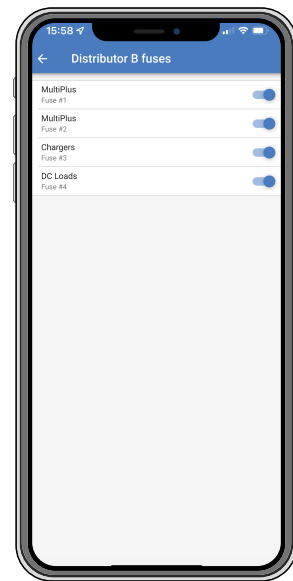 15:58
Distributor B fuses
MultiPlus
Fuse #1
MultiPlus
Fuse #2
Chargers
Fuse #3
DC Loads
Fuse #4